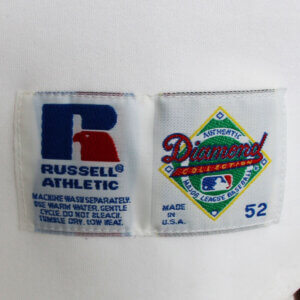 RUSSELL®
ATHLETIC
MACHINE WASH SEPARATELY.
USE WARM WATER, GENTLE
CYCLE. DO NOT BLEACH.
TUMBLE DRY, LOW HEAT.
AUTHENTIC
Diamond
COLLECTION
MAJOR LEAGUE BASEBALL
MADE IN
U.S.A.
52